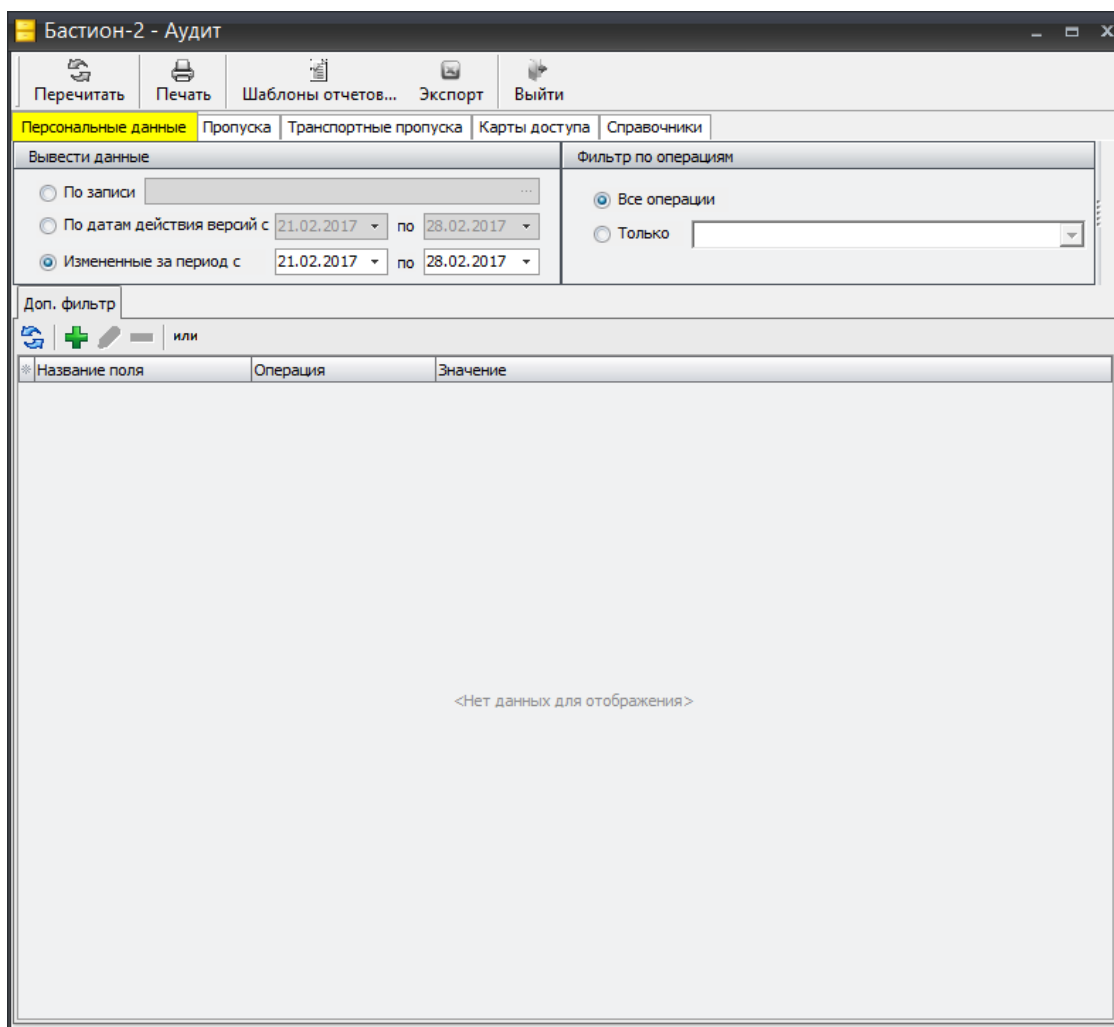 Бастион-2 - Аудит
Перечитать Печать Шаблоны отчетов... Экспорт Выйти
Персональные данные Пропуска Транспортные пропуска Карты доступа Справочники
Вывести данные Фильтр по операциям
По записи ...
Все операции
По датам действия версий с 21.02.2017 по 28.02.2017
Только
Измененные за период с 21.02.2017 по 28.02.2017
Доп. фильтр
или
Название поля Операция Значение
<Нет данных для отображения>